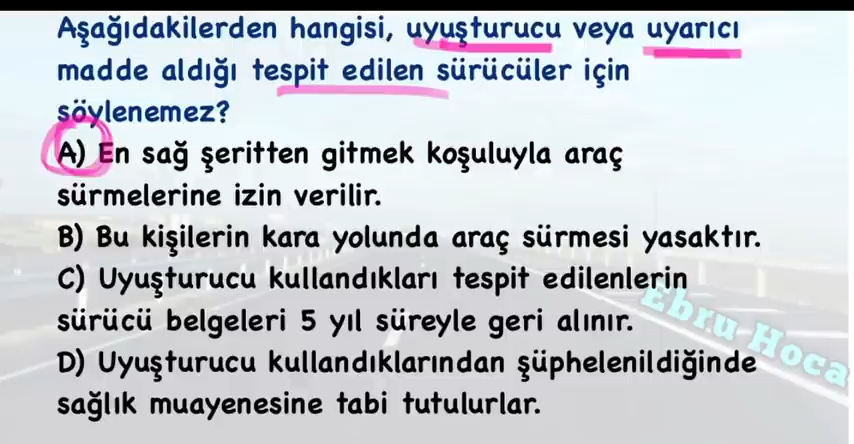 Aşağıdakilerden hangisi, uyuşturucu veya uyarıcı
madde aldığı tespit edilen sürücüler için
söylenemez?
A) En sağ şeritten gitmek koşuluyla araç
sürmelerine izin verilir.
B) Bu kişilerin kara yolunda araç sürmesi yasaktır.
C) Uyuşturucu kullandıkları tespit edilenlerin
sürücü belgeleri 5 yıl süreyle geri alınır.
D) Uyuşturucu kullandıklarından şüphelenildiğinde
sağlık muayenesine tabi tutulurlar.
Ebru Hoca